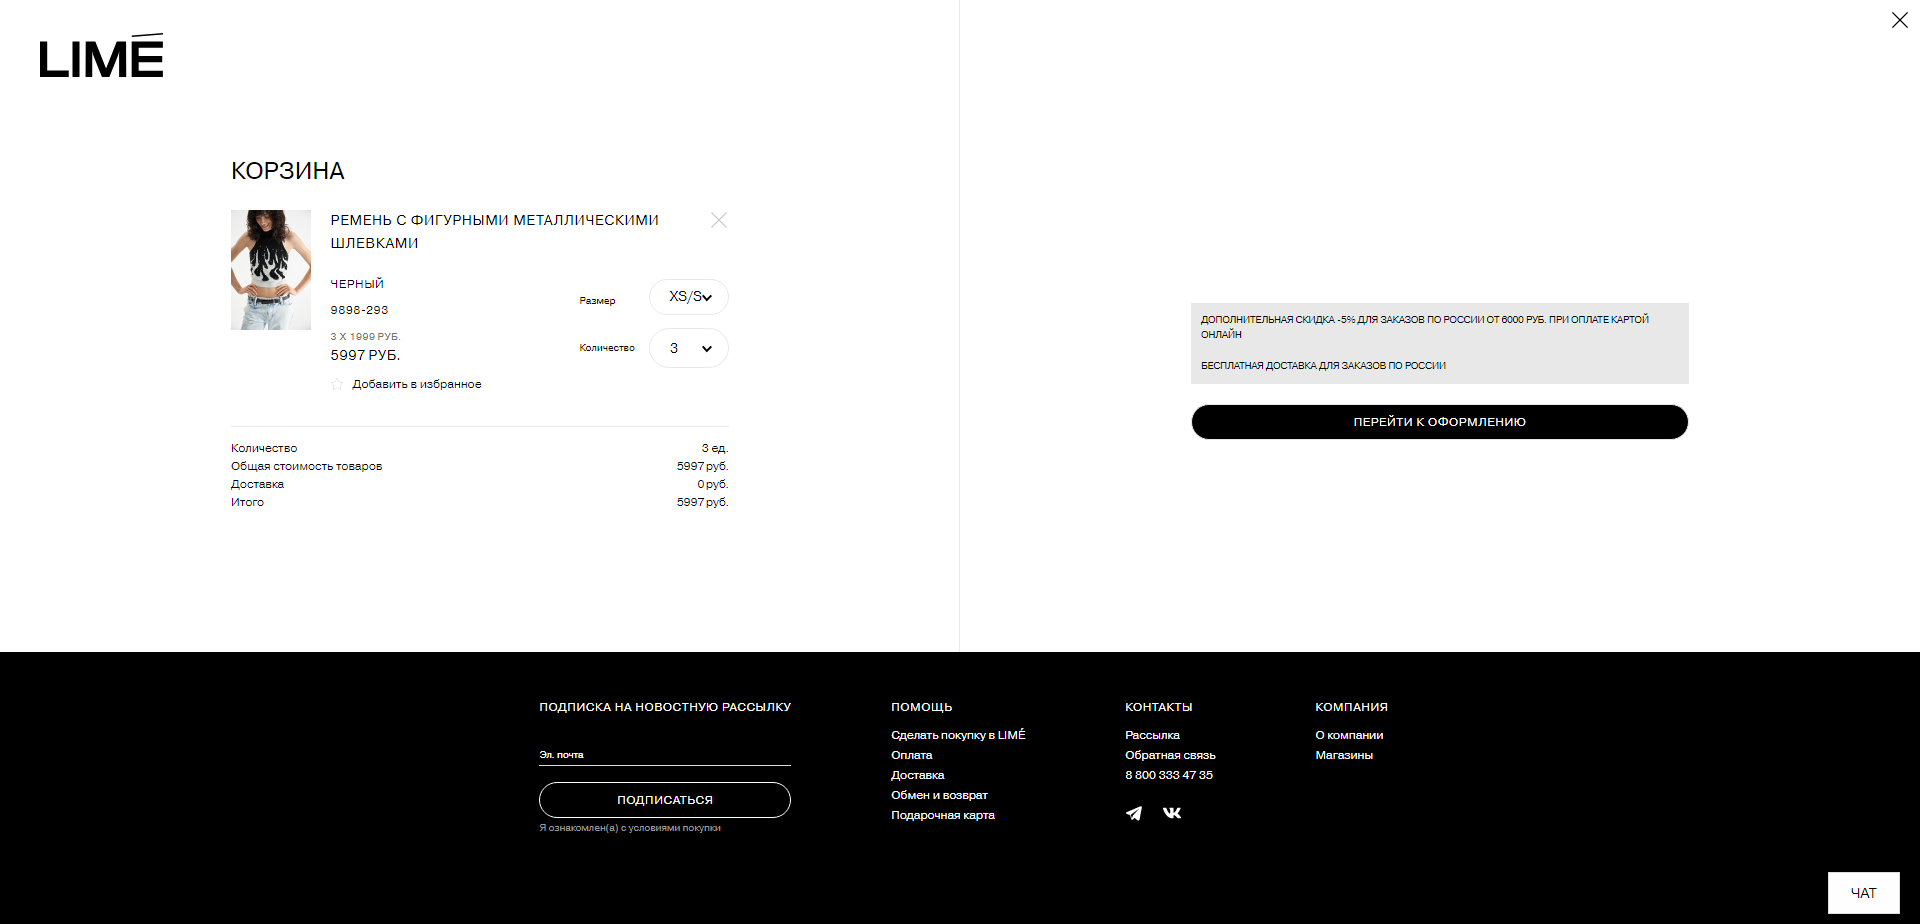 LIMÉ
КОРЗИНА
РЕМЕНЬ С ФИГУРНЫМИ МЕТАЛЛИЧЕСКИМИ
ШЛЕВКАМИ
ЧЕРНЫЙ
9898-293
Размер
XS/S
3 X 1999 РУБ.
5997 РУБ.
Количество
3
Добавить в избранное
Количество 3 ед.
Общая стоимость товаров 5997 руб.
Доставка 0 руб.
Итого 5997 руб.
ДОПОЛНИТЕЛЬНАЯ СКИДКА -5% ДЛЯ ЗАКАЗОВ ПО РОССИИ ОТ 6000 РУБ. ПРИ ОПЛАТЕ КАРТОЙ
ОНЛАЙН
БЕСПЛАТНАЯ ДОСТАВКА ДЛЯ ЗАКАЗОВ ПО РОССИИ
ПЕРЕЙТИ К ОФОРМЛЕНИЮ
ПОДПИСКА НА НОВОСТНУЮ РАССЫЛКУ
Эл. почта
ПОДПИСАТЬСЯ
Я ознакомлен(а) с условиями покупки
ПОМОЩЬ
Сделать покупку в LIMÉ
Оплата
Доставка
Обмен и возврат
Подарочная карта
КОНТАКТЫ
Рассылка
Обратная связь
8 800 333 47 35
КОМПАНИЯ
О компании
Магазины
ЧАТ